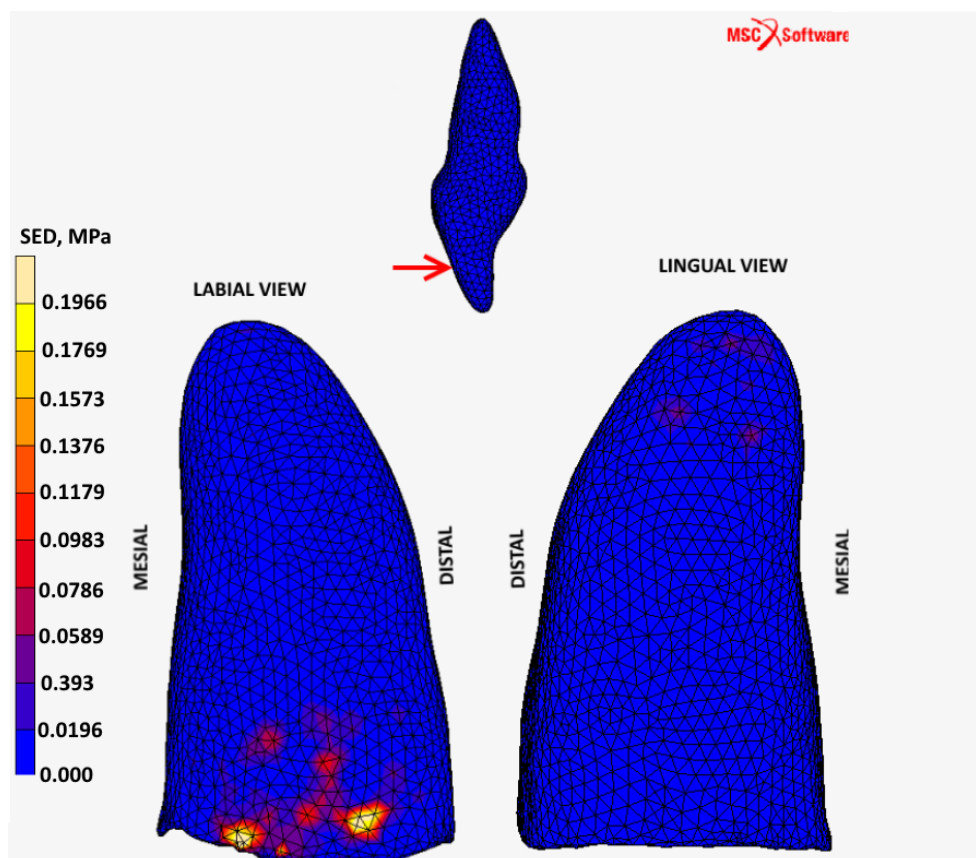 MSC Software
SED, MPa
LINGUAL VIEW
LABIAL VIEW
0.1966
0.1769
0.1573
0.1376
0.1179
0.0983
0.0786
0.0589
0.393
0.0196
0.000
MESIAL
DISTAL
DISTAL
MESIAL